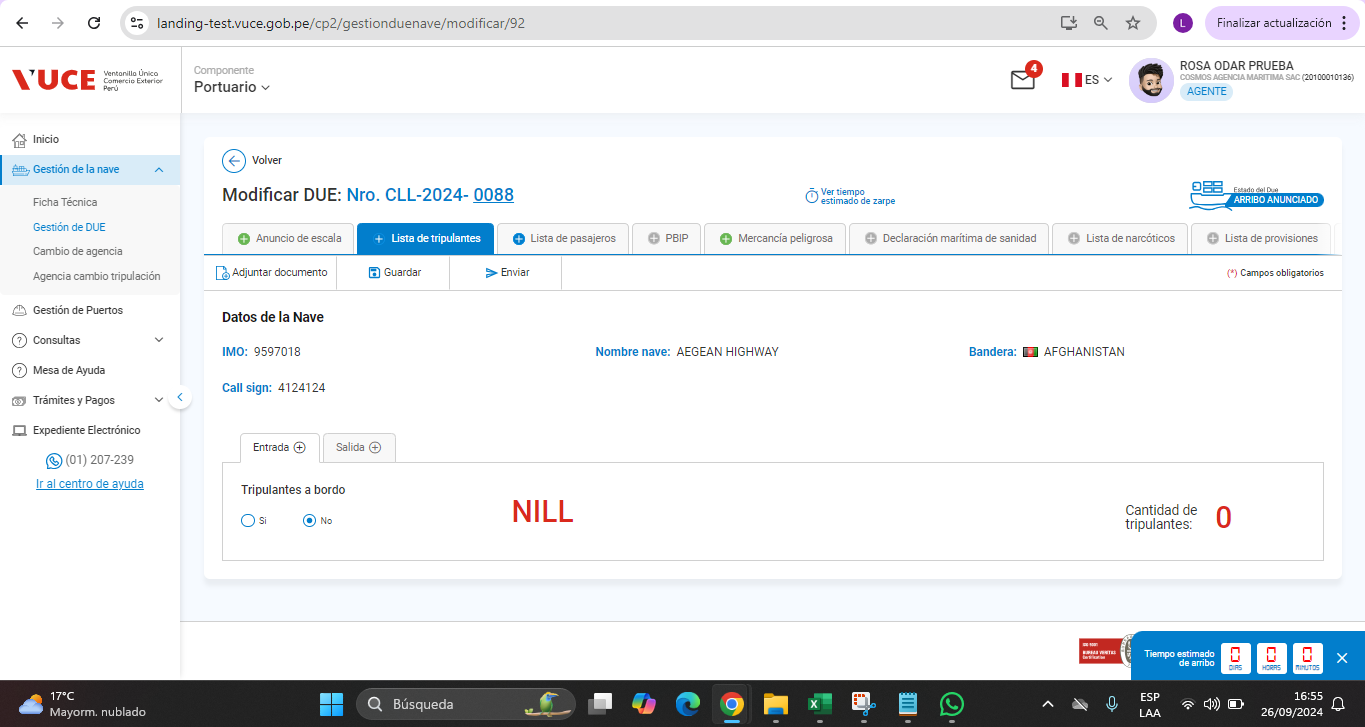 landing-test.vuce.gob.pe/cp2/gestionduenave/modificar/92
L
Finalizar actualización
VUCE
Ventanilla Única
Comercio Exterior
Perú
Componente
Portuario
4
ES
ROSA ODAR PRUEBA
COSMOS AGENCIA MARITIMA SAC (20100010136)
AGENTE
Inicio
Gestión de la nave
Ficha Técnica
Gestión de DUE
Cambio de agencia
Agencia cambio tripulación
Gestión de Puertos
Consultas
Mesa de Ayuda
Trámites y Pagos
Expediente Electrónico
(01) 207-239
Ir al centro de ayuda
Volver
Modificar DUE: Nro. CLL-2024- 0088
Ver tiempo
estimado de zarpe
Estado del Due
ARRIBO ANUNCIADO
Anuncio de escala
Lista de tripulantes
Lista de pasajeros
PBIP
Mercancía peligrosa
Declaración marítima de sanidad
Lista de narcóticos
Lista de provisiones
Adjuntar documento
Guardar
Enviar
(*) Campos obligatorios
Datos de la Nave
IMO: 9597018
Nombre nave: AEGEAN HIGHWAY
Bandera: AFGHANISTAN
Call sign: 4124124
Entrada
Salida
Tripulantes a bordo
Si
No
NILL
Cantidad de
tripulantes:
0
BUREAU VERITAS
Certification
Tiempo estimado
de arribo
0
DIAS
0
HORAS
0
MINUTOS
17°C
Mayorm. nublado
Búsqueda
ESP
LAA
16:55
26/09/2024